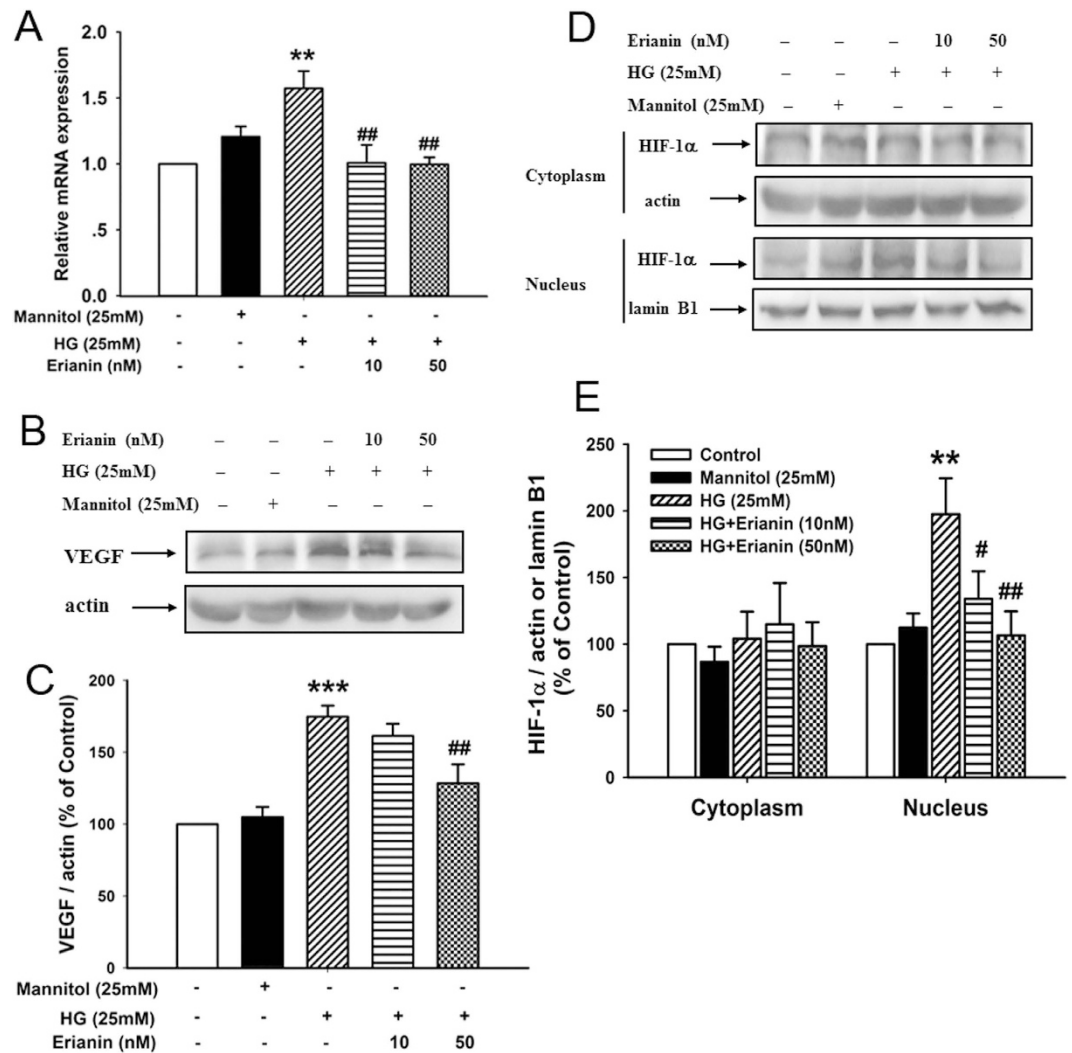 A
2.0
1.5
1.0
.5
0.0
Relative mRNA expression
**
##
##
Mannitol (25mM) - + - - -
HG (25mM) - - + + +
Erianin (nM) - - - 10 50
B
Erianin (nM) – – – 10 50
HG (25mM) – – + + +
Mannitol (25mM) – + – – –
VEGF
actin
C
200
150
100
50
0
VEGF / actin (% of Control)
***
##
Mannitol (25mM) - + - - -
HG (25mM) - - + + +
Erianin (nM) - - - 10 50
D
Erianin (nM) – – – 10 50
HG (25mM) – – + + +
Mannitol (25mM) – + – – –
Cytoplasm
HIF-1α
actin
Nucleus
HIF-1α
lamin B1
E
250
200
150
100
50
0
HIF-1α / actin or lamin B1
(% of Control)
Control
Mannitol (25mM)
HG (25mM)
HG+Erianin (10nM)
HG+Erianin (50nM)
**
#
##
Cytoplasm Nucleus